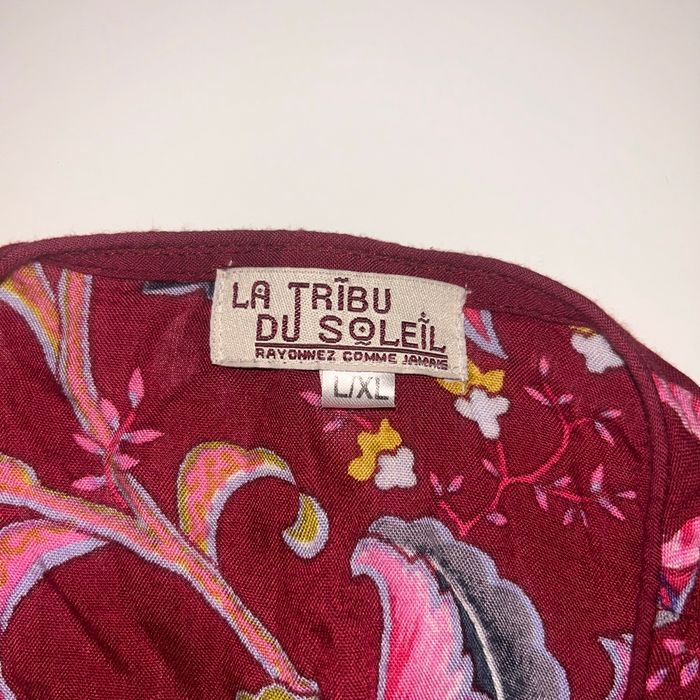 LA TRĨBU
DU SOLEĨL
RAYONNEZ COMME JAMAIS
L/XL